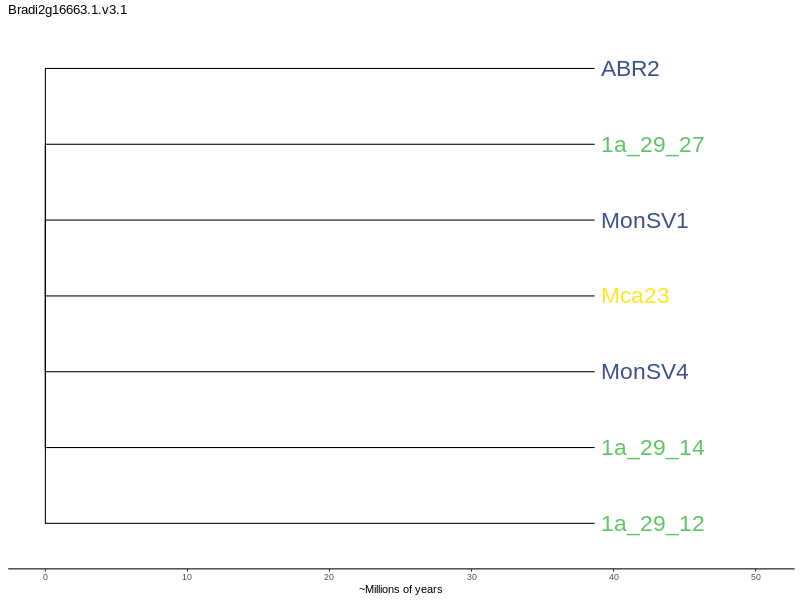 Bradi2g16663.1.v3.1
ABR2
1a_29_27
MonSV1
Mca23
MonSV4
1a_29_14
1a_29_12
0 10 20 30 40 50
~Millions of years